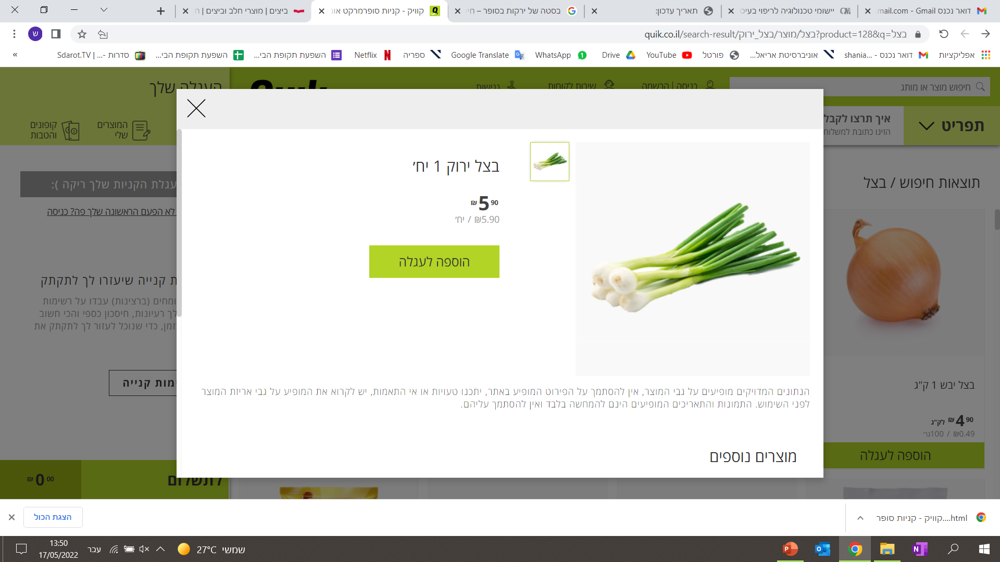 דואר נכנס mail.com - Gmail
יישומי טכנולוגיה לריפוי בעיס
תאריך עדכון:
בסטה של ירקות בסופר – חי
קוויק - קניות סופרמרקט אונ
ביצים | מוצרי חלב וביצים | ח
quik.co.il/search-result/בצל/מוצר/בצל_ירוק?product=128&q=בצל
ש
אפליקציות
דואר נכנס - ...shania
אוניברסיטת אריאל...
פורטל
YouTube
Drive
WhatsApp
Google Translate
ספריה
Netflix
השפעת תקופת הבי...
השפעת תקופת הבי...
סדרות -... | Sdarot.TV
»
חיפוש מוצר או מותג
כניסה | הרשמה
שירות לקוחות
נגישות
Quik
העגלה שלך
תפריט
איך תרצו לקבל
הזינו כתובת למשלוח
המוצרים שלי
קופונים והטבות
תוצאות חיפוש / בצל
עגלת הקניות שלך ריקה ):
לא הפעם הראשונה שלך פה? כניסה
בצל ירוק 1 יח׳
5 90 ₪
₪5.90 / יח׳
הוספה לעגלה
ת קנייה שיעזרו לך לתקתק
ומחים (ברצינות) עבדו על רשימות
לך רעיונות, חיסכון כספי והכי חשוב
זמן, כדי שנוכל לעזור לך לתקתק את
מות קנייה
הנתונים המדויקים מופיעים על גבי המוצר, אין להסתמך על הפירוט המופיע באתר, יתכנו טעויות או אי התאמות, יש לקרוא את המופיע על גבי אריזת המוצר
לפני השימוש. התמונות והתאריכים המופיעים הינם להמחשה בלבד ואין להסתמך עליהם.
מוצרים נוספים
בצל יבש 1 ק"ג
4 90 ₪ לק"ג
₪0.49 / 100גר׳
הוספה לעגלה
לתשלום
0 00 ₪
קוויק - קניות סופר....html
הצגת הכול
שמשי 27°C
עבר
13:50
17/05/2022